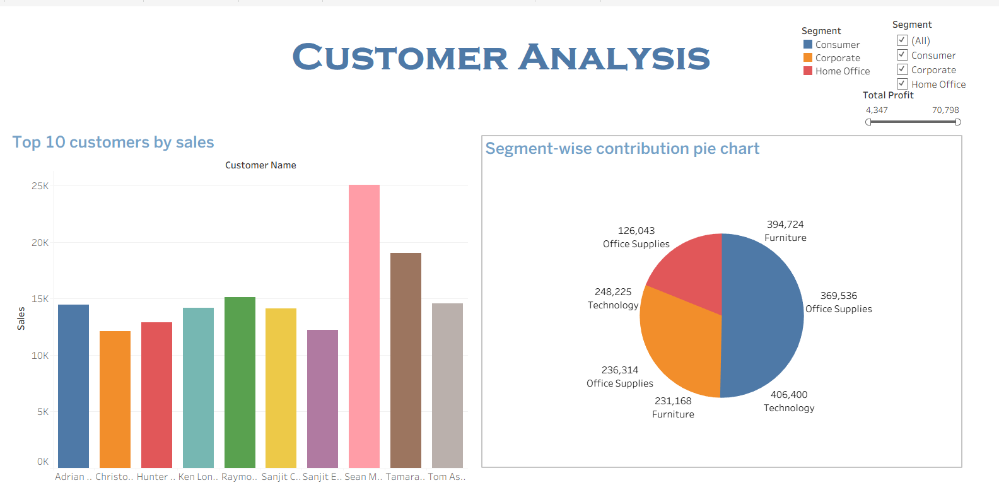 Customer Analysis
Segment
Consumer
Corporate
Home Office
Segment
(All)
Consumer
Corporate
Home Office
Total Profit
4,347 70,798
Top 10 customers by sales
Customer Name
25K
20K
15K
10K
5K
0K
Sales
Adrian .. Christo.. Hunter .. Ken Lon.. Raymo.. Sanjit C.. Sanjit E.. Sean M.. Tamara.. Tom As..
Segment-wise contribution pie chart
394,724
Furniture
126,043
Office Supplies
369,536
Office Supplies
248,225
Technology
236,314
Office Supplies
406,400
Technology
231,168
Furniture